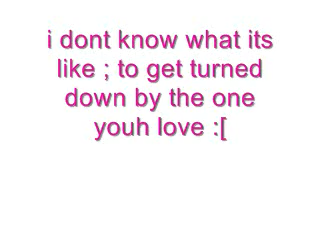 i dont know what its
like ; to get turned
down by the one
youh love :[